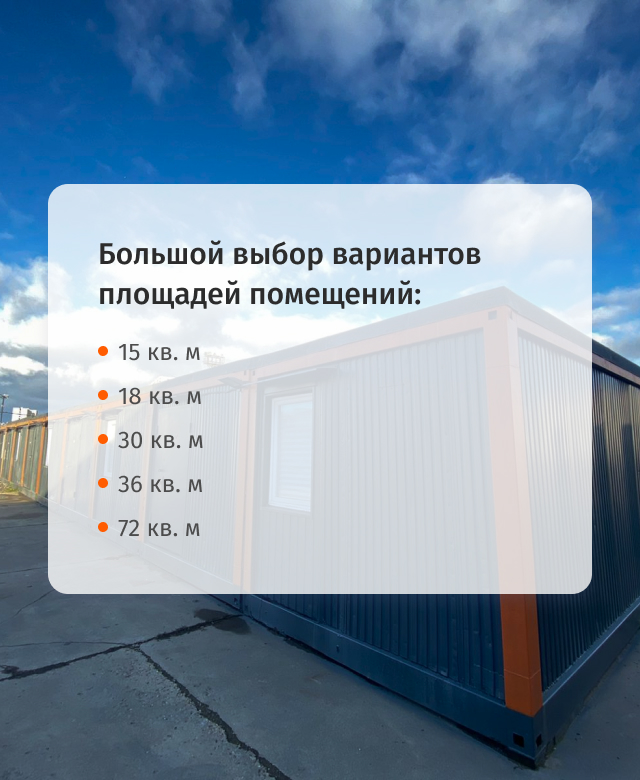 Большой выбор вариантов
площадей помещений:
15 кв. м
18 кв. м
30 кв. м
36 кв. м
72 кв. м